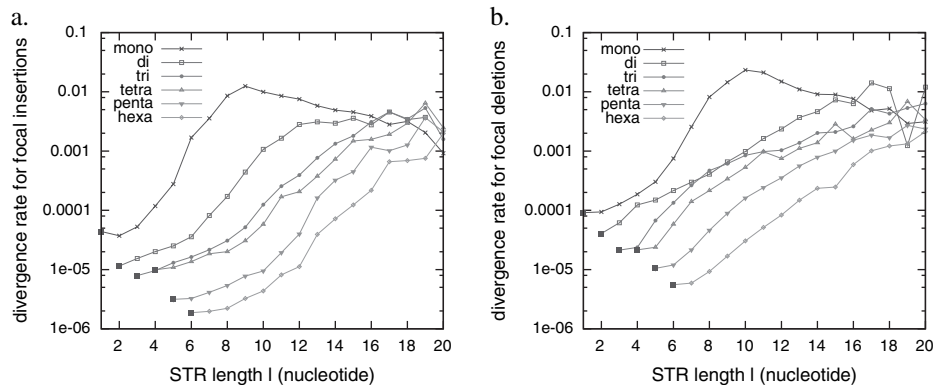 a.
divergence rate for focal insertions
0.1
0.01
0.001
0.0001
1e-05
1e-06
mono
di
tri
tetra
penta
hexa
2 4 6 8 10 12 14 16 18 20
STR length l (nucleotide)
b.
divergence rate for focal deletions
0.1
0.01
0.001
0.0001
1e-05
1e-06
mono
di
tri
tetra
penta
hexa
2 4 6 8 10 12 14 16 18 20
STR length l (nucleotide)